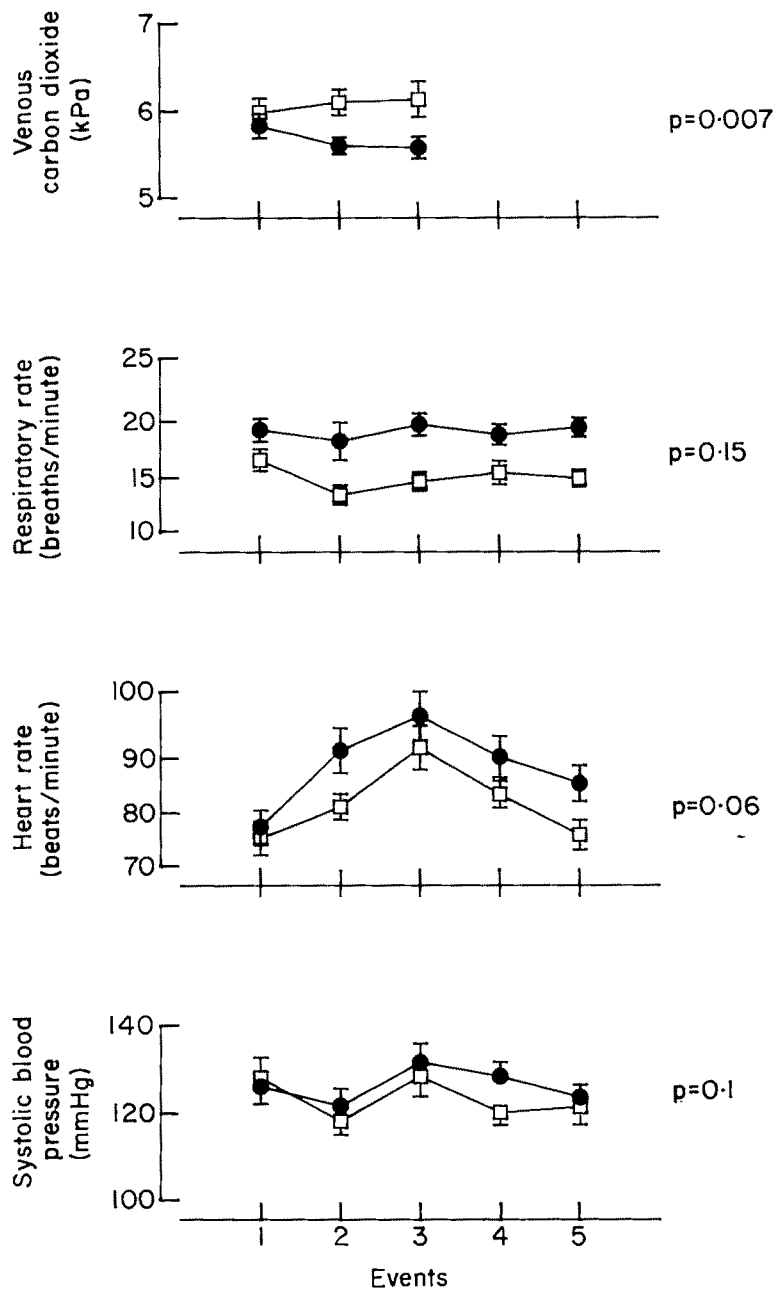 Venous
carbon dioxide
(kPa)
7
6
5
p=0·007
Respiratory rate
(breaths/minute)
25
20
15
10
p=0·15
Heart rate
(beats/minute)
100
90
80
70
p=0·06
Systolic blood
pressure
(mmHg)
140
120
100
p=0·1
1 2 3 4 5
Events